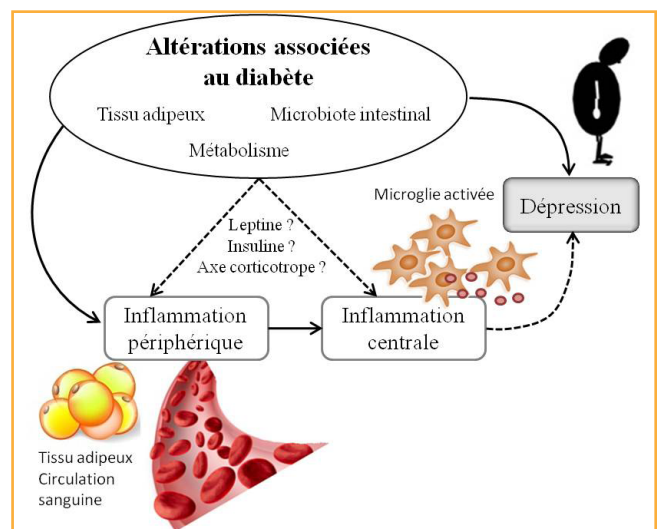 Altérations associées
au diabète
Tissu adipeux Microbiote intestinal
Métabolisme
Microglie activée
Dépression
Leptine ?
Insuline ?
Axe corticotrope ?
Inflammation
périphérique
Inflammation
centrale
Tissu adipeux
Circulation
sanguine